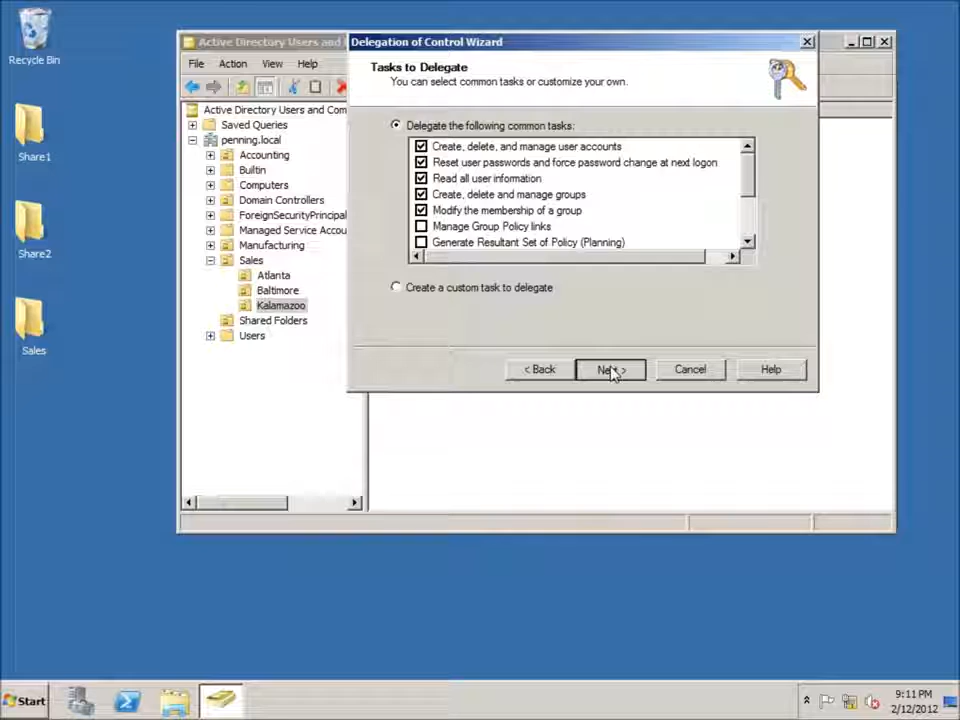 Recycle Bin
Share1
Share2
Sales
Active Directory Users and
File Action View Help
Active Directory Users and Com
Saved Queries
penning.local
Accounting
Builtin
Computers
Domain Controllers
ForeignSecurityPrincipal
Managed Service Accou
Manufacturing
Sales
Atlanta
Baltimore
Kalamazoo
Shared Folders
Users
Delegation of Control Wizard
Tasks to Delegate
You can select common tasks or customize your own.
Delegate the following common tasks:
Create, delete, and manage user accounts
Reset user passwords and force password change at next logon
Read all user information
Create, delete and manage groups
Modify the membership of a group
Manage Group Policy links
Generate Resultant Set of Policy (Planning)
Create a custom task to delegate
< Back Next > Cancel Help
Start
9:11 PM
2/12/2012